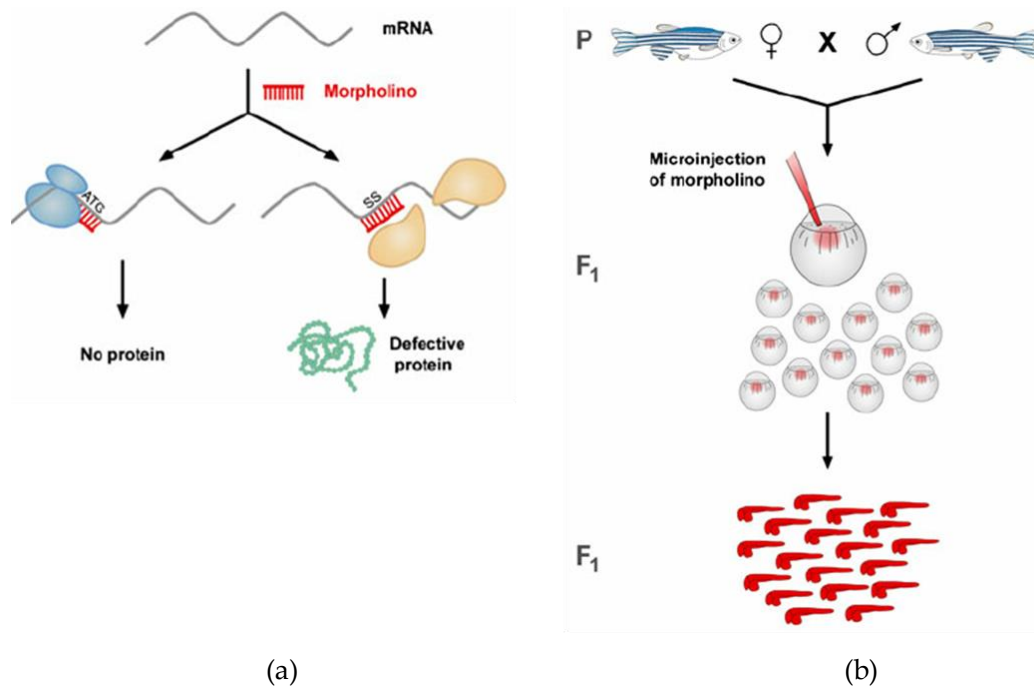 mRNA
Morpholino
ATG
SS
No protein
Defective
protein
(a)
P ♀ X ♂
Microinjection
of morpholino
F₁
F₁
(b)